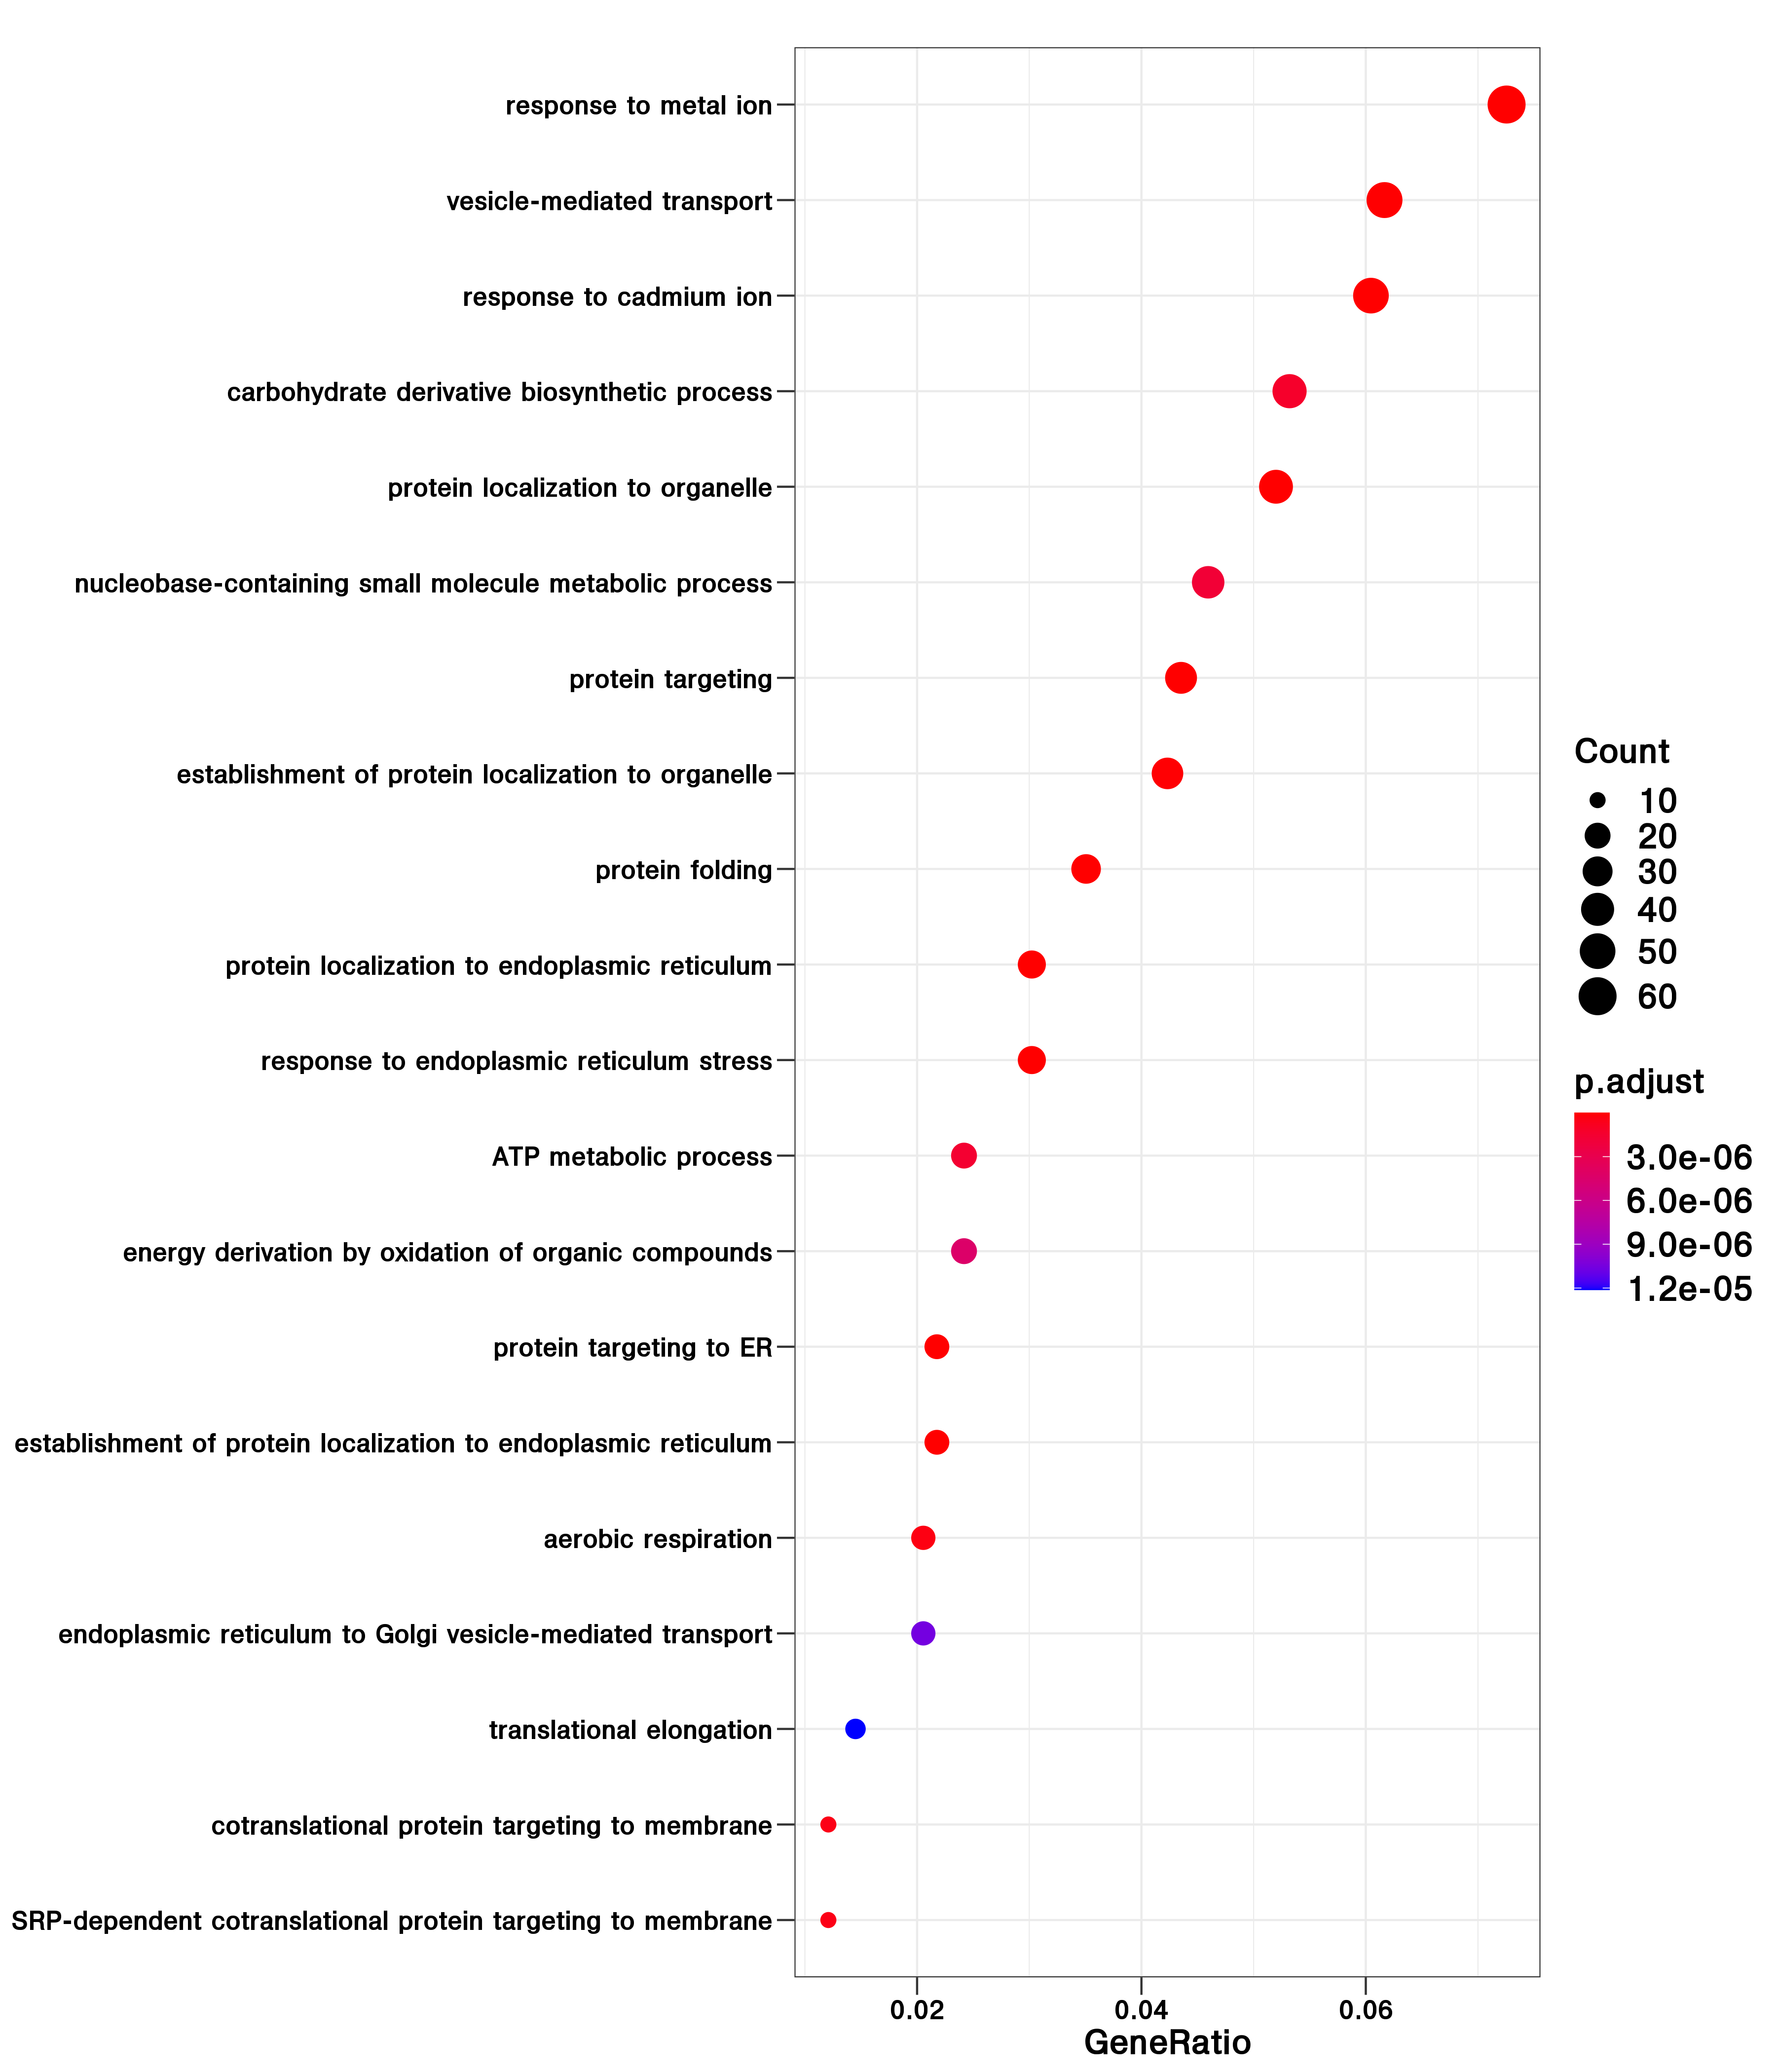 response to metal ion
vesicle-mediated transport
response to cadmium ion
carbohydrate derivative biosynthetic process
protein localization to organelle
nucleobase-containing small molecule metabolic process
protein targeting
establishment of protein localization to organelle
protein folding
protein localization to endoplasmic reticulum
response to endoplasmic reticulum stress
ATP metabolic process
energy derivation by oxidation of organic compounds
protein targeting to ER
establishment of protein localization to endoplasmic reticulum
aerobic respiration
endoplasmic reticulum to Golgi vesicle-mediated transport
translational elongation
cotranslational protein targeting to membrane
SRP-dependent cotranslational protein targeting to membrane
0.02 0.04 0.06
GeneRatio
Count
10
20
30
40
50
60
p.adjust
3.0e-06
6.0e-06
9.0e-06
1.2e-05